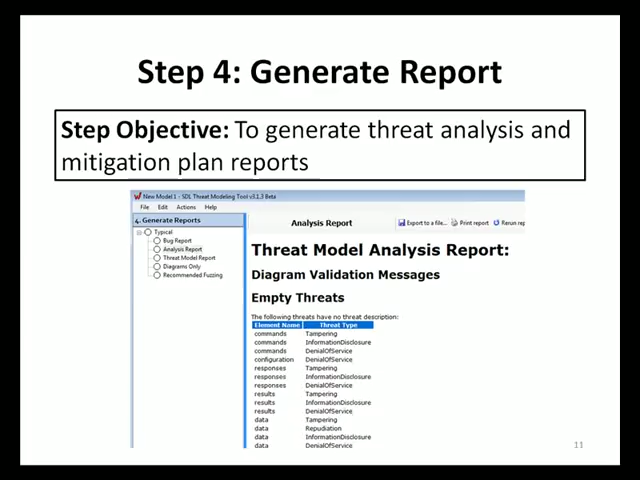 Step 4: Generate Report
Step Objective: To generate threat analysis and
mitigation plan reports
New Model 1 - SDL Threat Modeling Tool v3.1.3 Beta
File Edit Actions Help
4. Generate Reports
Analysis Report
Export to a file...
Print report
Rerun rep
Typical
Bug Report
Analysis Report
Threat Model Report
Diagrams Only
Recommended Fuzzing
Threat Model Analysis Report:
Diagram Validation Messages
Empty Threats
The following threats have no threat description:
Element Name Threat Type
commands Tampering
commands InformationDisclosure
commands DenialOfService
configuration DenialOfService
responses Tampering
responses InformationDisclosure
responses DenialOfService
results Tampering
results InformationDisclosure
results DenialOfService
data Tampering
data Repudiation
data InformationDisclosure
data DenialOfService
11